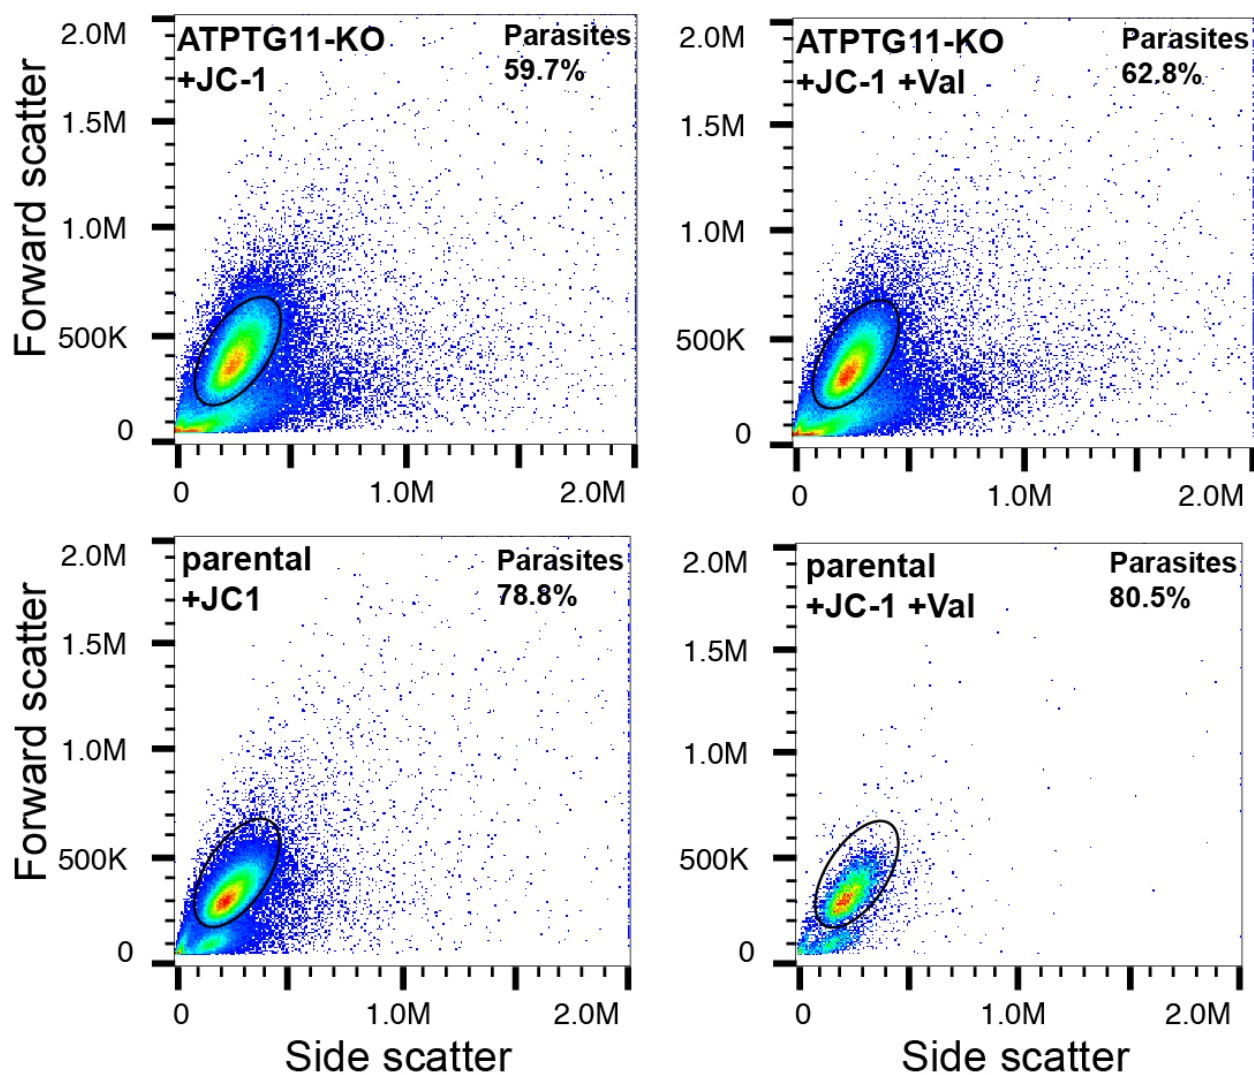 ATPTG11-KO
+JC-1
Parasites
59.7%
Forward scatter
2.0M
1.5M
1.0M
500K
0
0
1.0M
2.0M
ATPTG11-KO
+JC-1 +Val
Parasites
62.8%
2.0M
1.5M
1.0M
500K
0
0
1.0M
2.0M
parental
+JC1
Parasites
78.8%
Forward scatter
2.0M
1.5M
1.0M
500K
0
0
1.0M
2.0M
Side scatter
parental
+JC-1 +Val
Parasites
80.5%
2.0M
1.5M
1.0M
500K
0
0
1.0M
2.0M
Side scatter